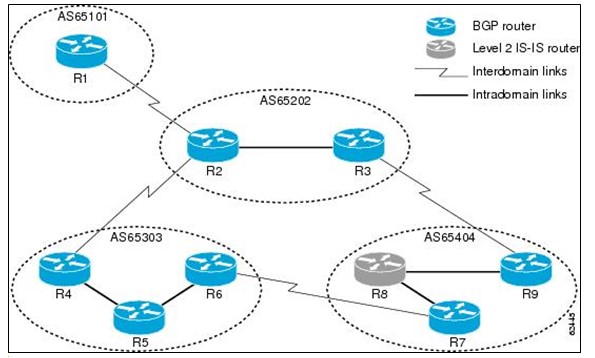 AS65101
R1
BGP router
Level 2 IS-IS router
Interdomain links
Intradomain links
AS65202
R2
R3
AS65303
R4
R5
R6
AS65404
R8
R9
R7
63445